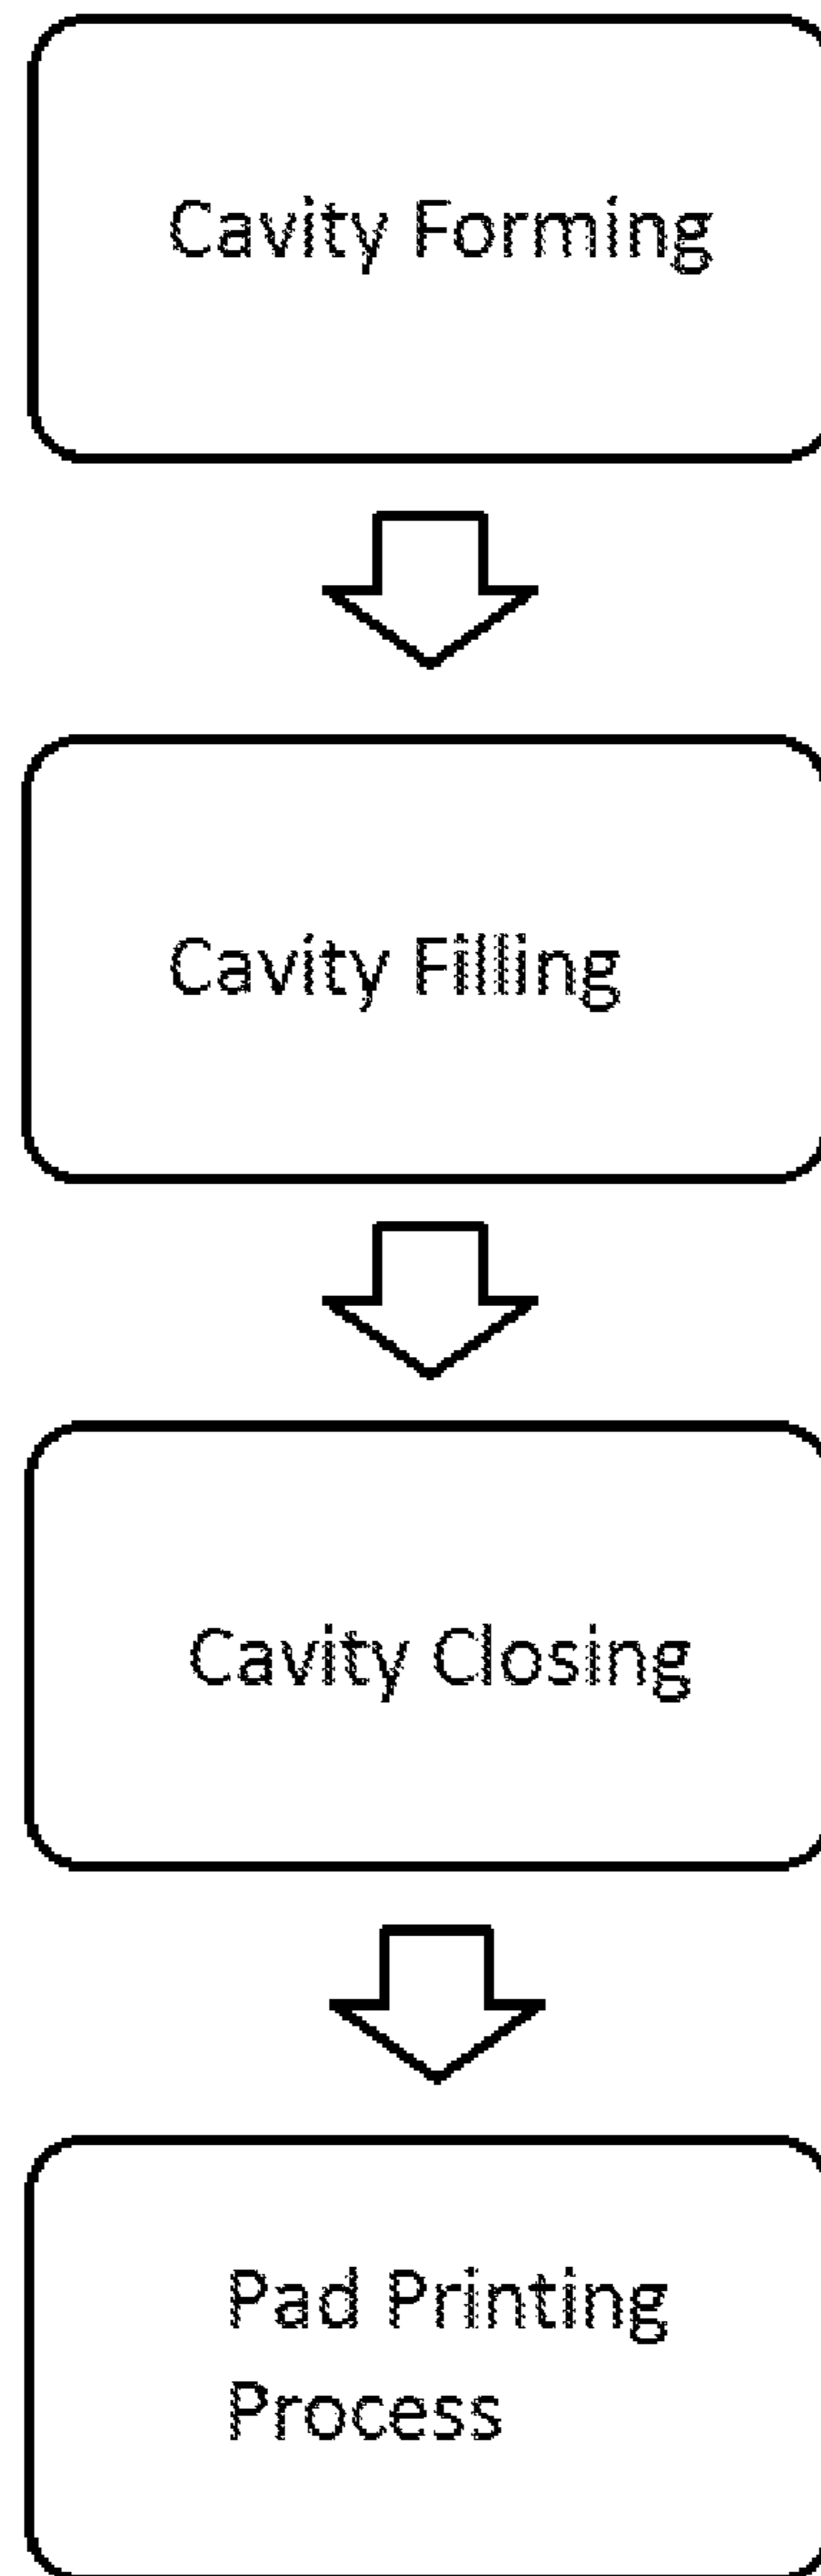 Cavity Forming
Cavity Filling
Cavity Closing
Pad Printing
Process